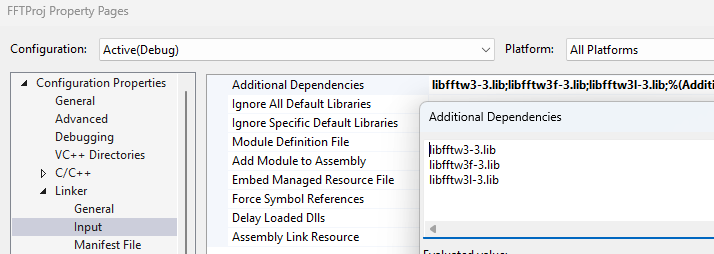 FFTProj Property Pages
Configuration: Active(Debug) Platform: All Platforms
Configuration Properties
General
Advanced
Debugging
VC++ Directories
C/C++
Linker
General
Input
Manifest File
Additional Dependencies libfftw3-3.lib;libfftw3f-3.lib;libfftw3l-3.lib;%(Additi
Ignore All Default Libraries
Ignore Specific Default Libraries
Module Definition File
Add Module to Assembly
Embed Managed Resource File
Force Symbol References
Delay Loaded Dlls
Assembly Link Resource
Additional Dependencies
libfftw3-3.lib
libfftw3f-3.lib
libfftw3l-3.lib
Evaluated value: